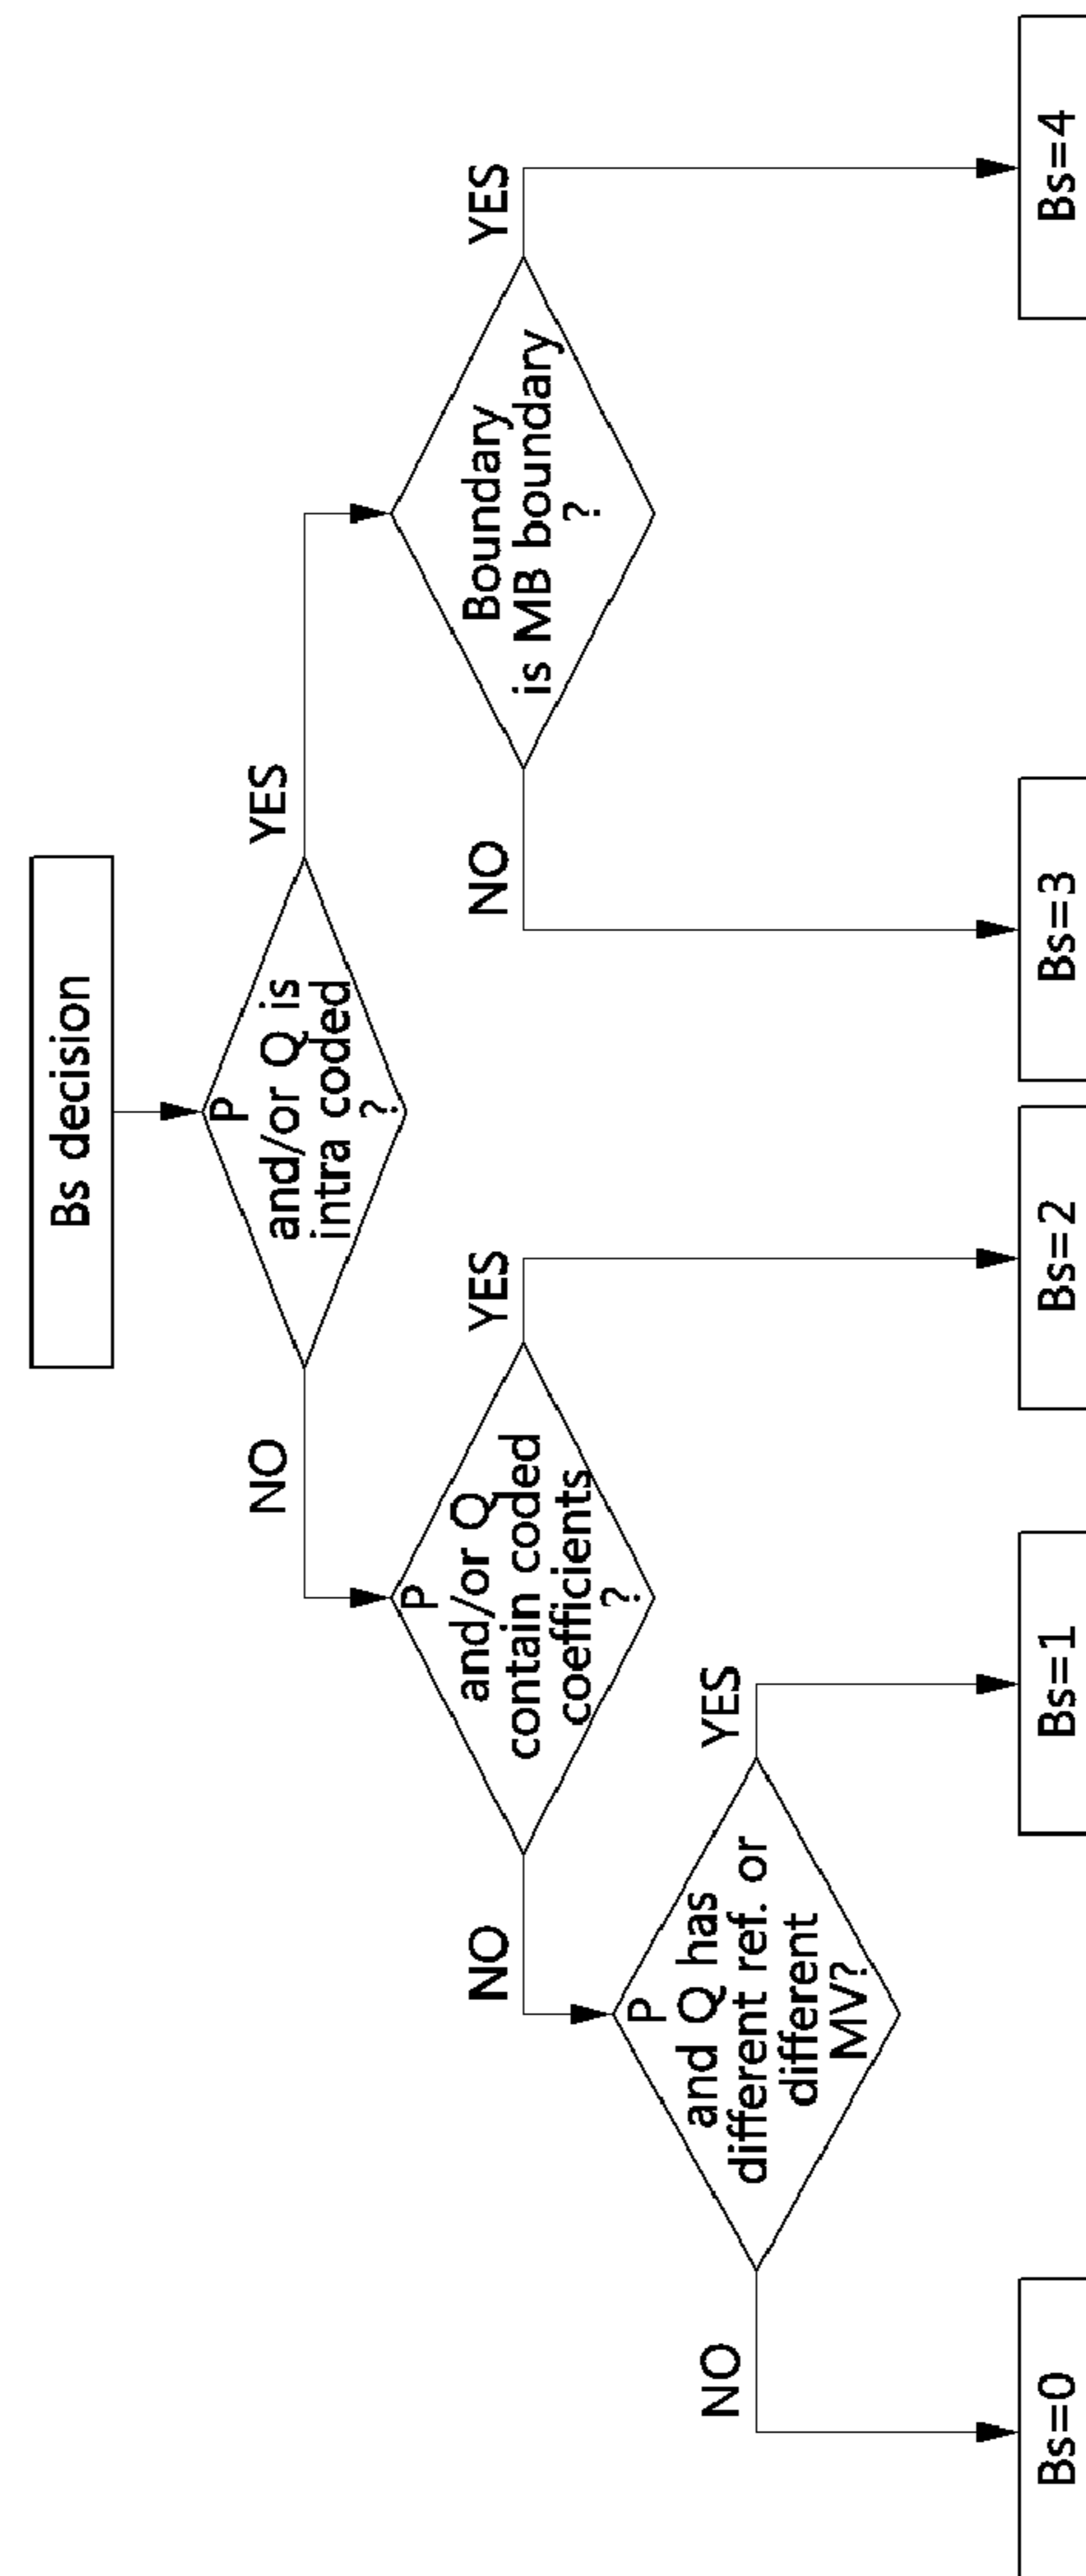 Bs decision
P
and/or Q is
intra coded
?
NO
YES
P
and/or Q
contain coded
coefficients
?
Boundary
is MB boundary
?
NO
YES
NO
YES
P
and Q has
different ref. or
different
MV?
NO
YES
Bs=0
Bs=1
Bs=2
Bs=3
Bs=4